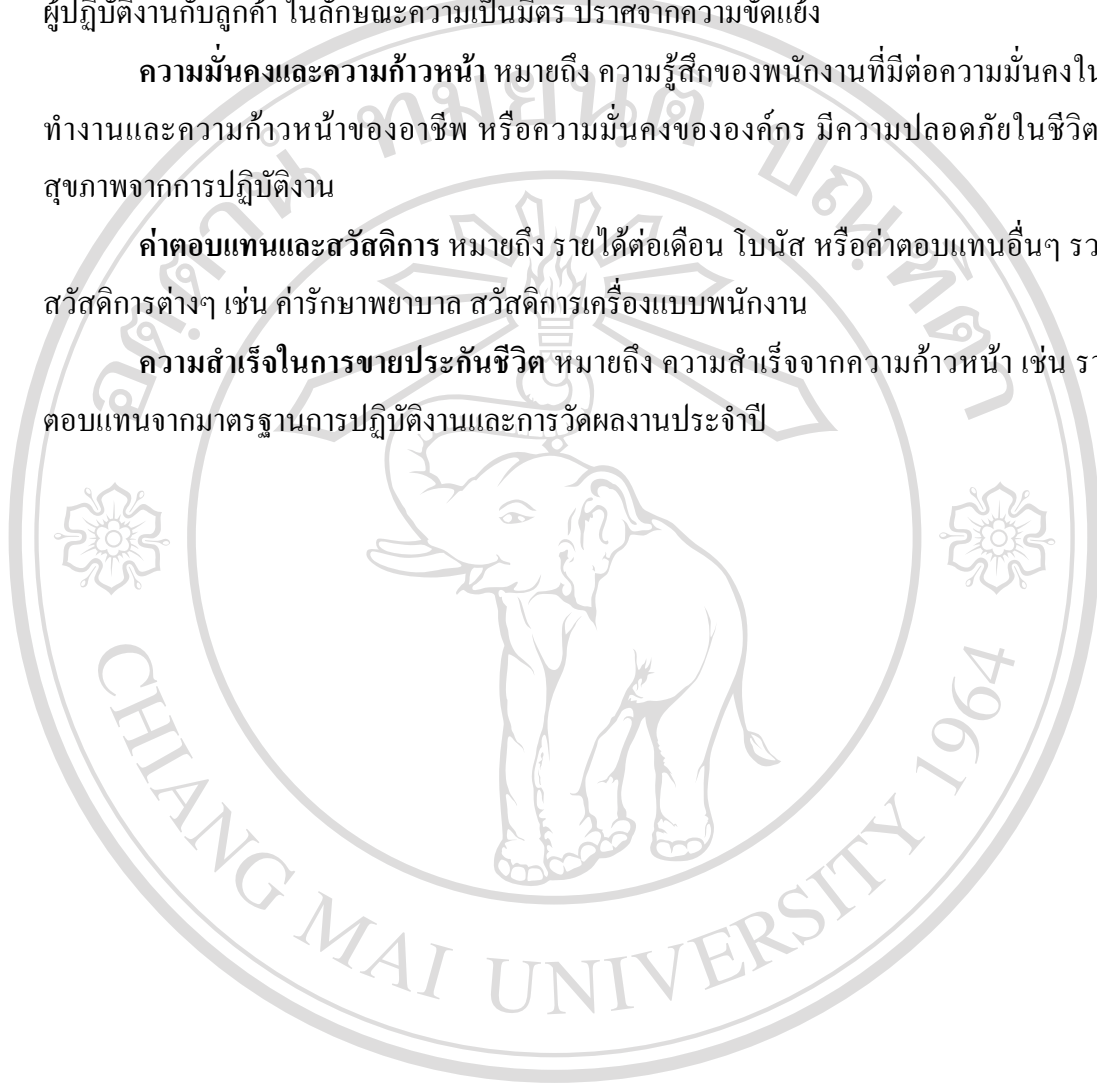 ผู้ปฏิบัติงานกับลูกค้า ในลักษณะความเป็นมิตร ปราศจากความขัดแย้ง
ความมั่นคงและความก้าวหน้า หมายถึง ความรู้สึกของพนักงานที่มีต่อความมั่นคงใน
ทำงานและความก้าวหน้าของอาชีพ หรือความมั่นคงขององค์กร มีความปลอดภัยในชีวิต
สุขภาพจากการปฏิบัติงาน
ค่าตอบแทนและสวัสดิการ หมายถึง รายได้ต่อเดือน โบนัส หรือค่าตอบแทนอื่นๆ รว
สวัสดิการต่างๆ เช่น ค่ารักษาพยาบาล สวัสดิการเครื่องแบบพนักงาน
ความสำเร็จในการขายประกันชีวิต หมายถึง ความสำเร็จจากความก้าวหน้า เช่น รา
ตอบแทนจากมาตรฐานการปฏิบัติงานและการวัดผลงานประจำปี
อตฺตานํ ทมยนฺติ ปณฺฑิตา
CHIANG MAI UNIVERSITY 1964